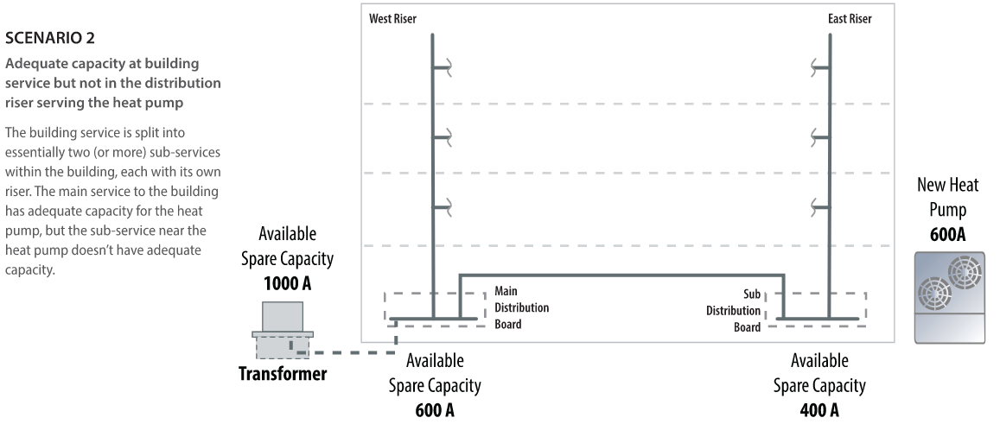 SCENARIO 2
Adequate capacity at building
service but not in the distribution
riser serving the heat pump
The building service is split into
essentially two (or more) sub-services
within the building, each with its own
riser. The main service to the building
has adequate capacity for the heat
pump, but the sub-service near the
heat pump doesn’t have adequate
capacity.
West Riser
East Riser
Available
Spare Capacity
1000 A
Transformer
Main
Distribution
Board
Available
Spare Capacity
600 A
Sub
Distribution
Board
Available
Spare Capacity
400 A
New Heat
Pump
600A